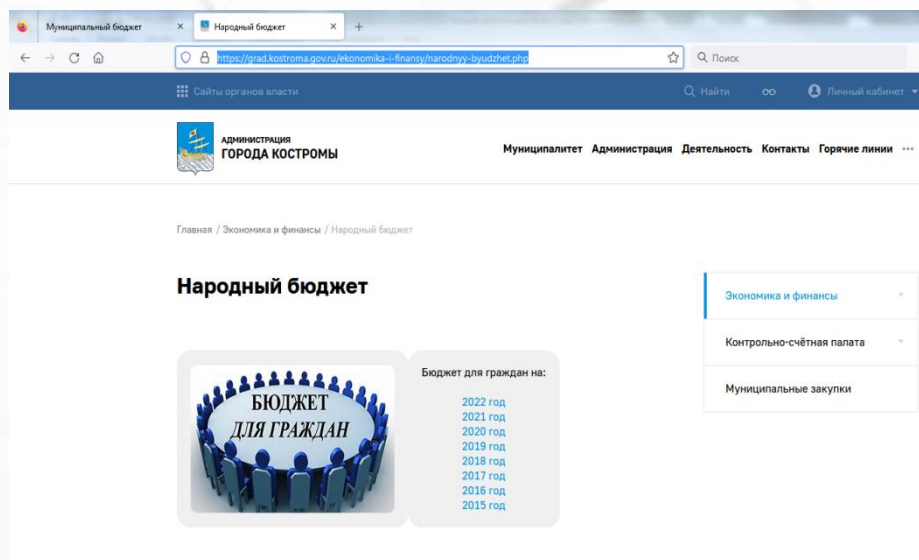 Муниципальный бюджет
Народный бюджет
https://grad.kostroma.gov.ru/ekonomika-i-finansy/narodnyy-byudzhet.php
Поиск
Сайты органов власти
Найти
Личный кабинет
АДМИНИСТРАЦИЯ
ГОРОДА КОСТРОМЫ
Муниципалитет Администрация Деятельность Контакты Горячие линии ...
Главная / Экономика и финансы / Народный бюджет
Народный бюджет
Экономика и финансы
Контрольно-счётная палата
Муниципальные закупки
БЮДЖЕТ
ДЛЯ ГРАЖДАН
Бюджет для граждан на:
2022 год
2021 год
2020 год
2019 год
2018 год
2017 год
2016 год
2015 год